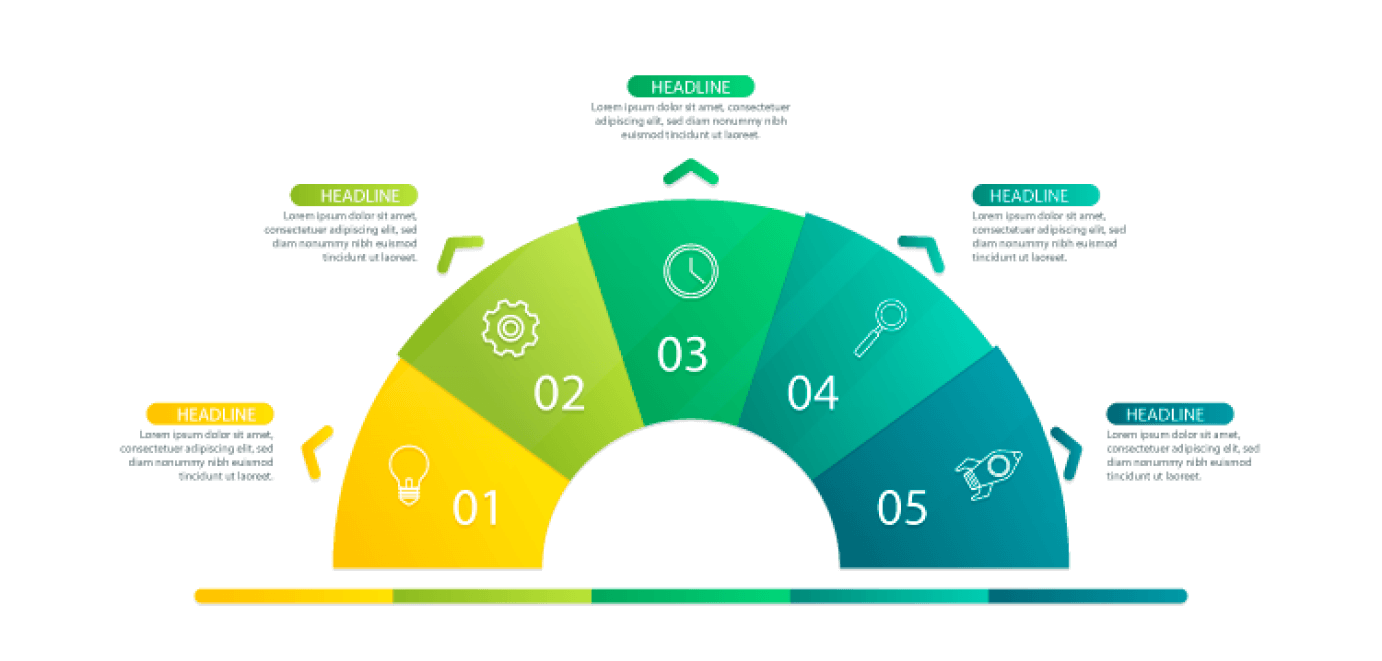 HEADLINE
Lorem ipsum dolor sit amet, consectetuer
adipiscing elit, sed diam nonummy nibh
euismod tincidunt ut laoreet.
HEADLINE
Lorem ipsum dolor sit amet,
consectetuer adipiscing elit, sed
diam nonummy nibh euismod
tincidunt ut laoreet.
HEADLINE
Lorem ipsum dolor sit amet,
consectetuer adipiscing elit, sed
diam nonummy nibh euismod
tincidunt ut laoreet.
HEADLINE
Lorem ipsum dolor sit amet,
consectetuer adipiscing elit, sed
diam nonummy nibh euismod
tincidunt ut laoreet.
HEADLINE
Lorem ipsum dolor sit amet,
consectetuer adipiscing elit, sed
diam nonummy nibh euismod
tincidunt ut laoreet.
01
02
03
04
05